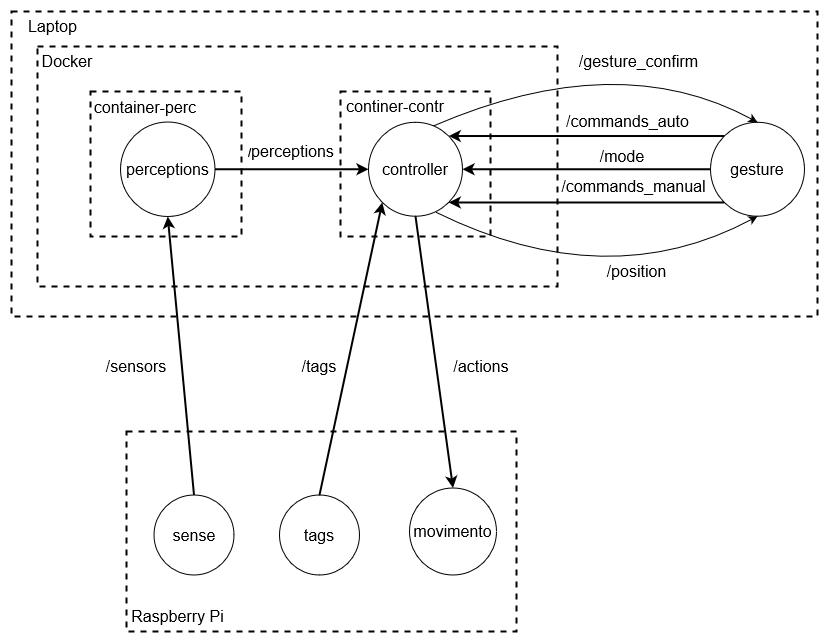 Laptop
Docker
/gesture_confirm
container-perc
continer-contr
/commands_auto
/perceptions
/mode
perceptions
controller
gesture
/commands_manual
/position
/sensors
/tags
/actions
sense
tags
movimento
Raspberry Pi